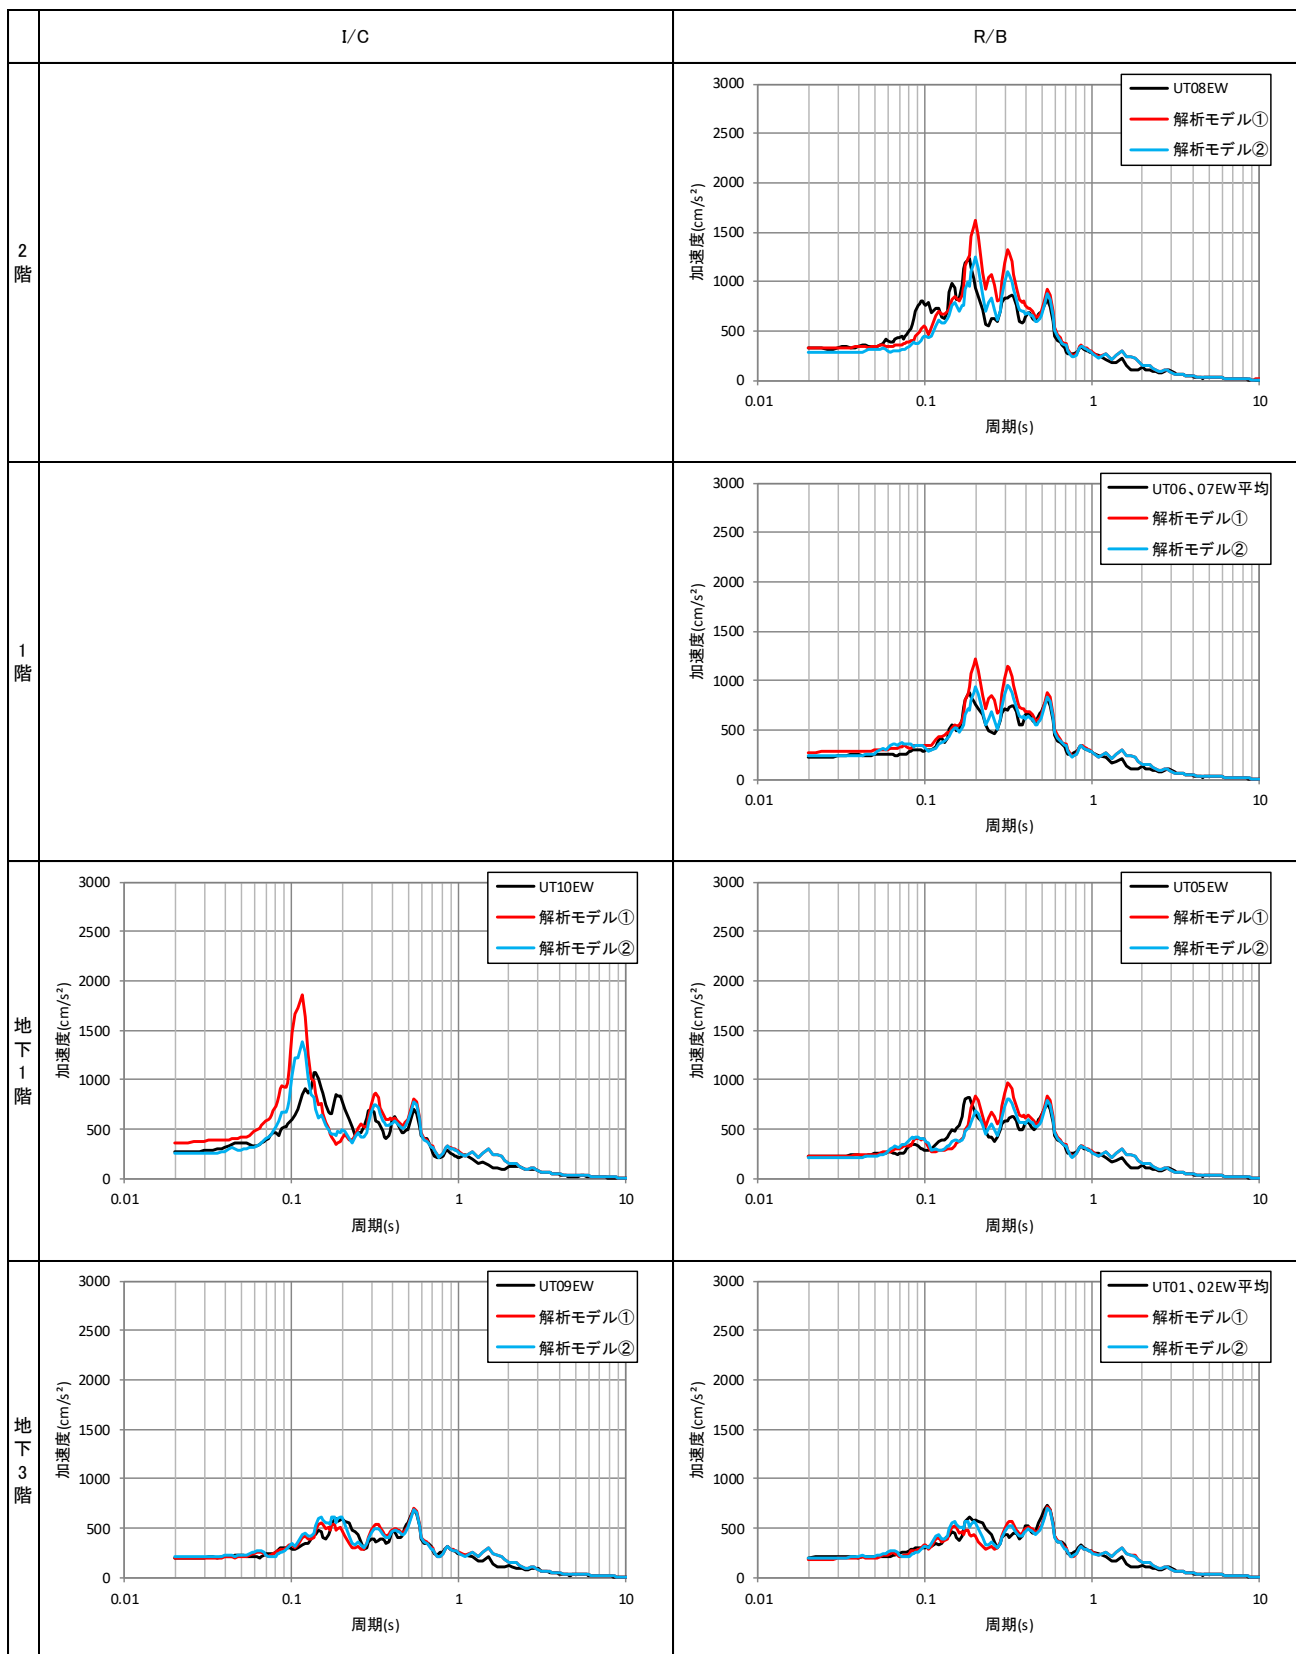 I/C
R/B
2階
3000
2500
2000
1500
1000
500
0
加速度(cm/s²)
0.01
0.1
1
10
周期(s)
UT08EW
解析モデル①
解析モデル②
1階
3000
2500
2000
1500
1000
500
0
加速度(cm/s²)
0.01
0.1
1
10
周期(s)
UT06、07EW平均
解析モデル①
解析モデル②
地下1階
3000
2500
2000
1500
1000
500
0
加速度(cm/s²)
0.01
0.1
1
10
周期(s)
UT10EW
解析モデル①
解析モデル②
3000
2500
2000
1500
1000
500
0
加速度(cm/s²)
0.01
0.1
1
10
周期(s)
UT05EW
解析モデル①
解析モデル②
地下3階
3000
2500
2000
1500
1000
500
0
加速度(cm/s²)
0.01
0.1
1
10
周期(s)
UT09EW
解析モデル①
解析モデル②
3000
2500
2000
1500
1000
500
0
加速度(cm/s²)
0.01
0.1
1
10
周期(s)
UT01、02EW平均
解析モデル①
解析モデル②